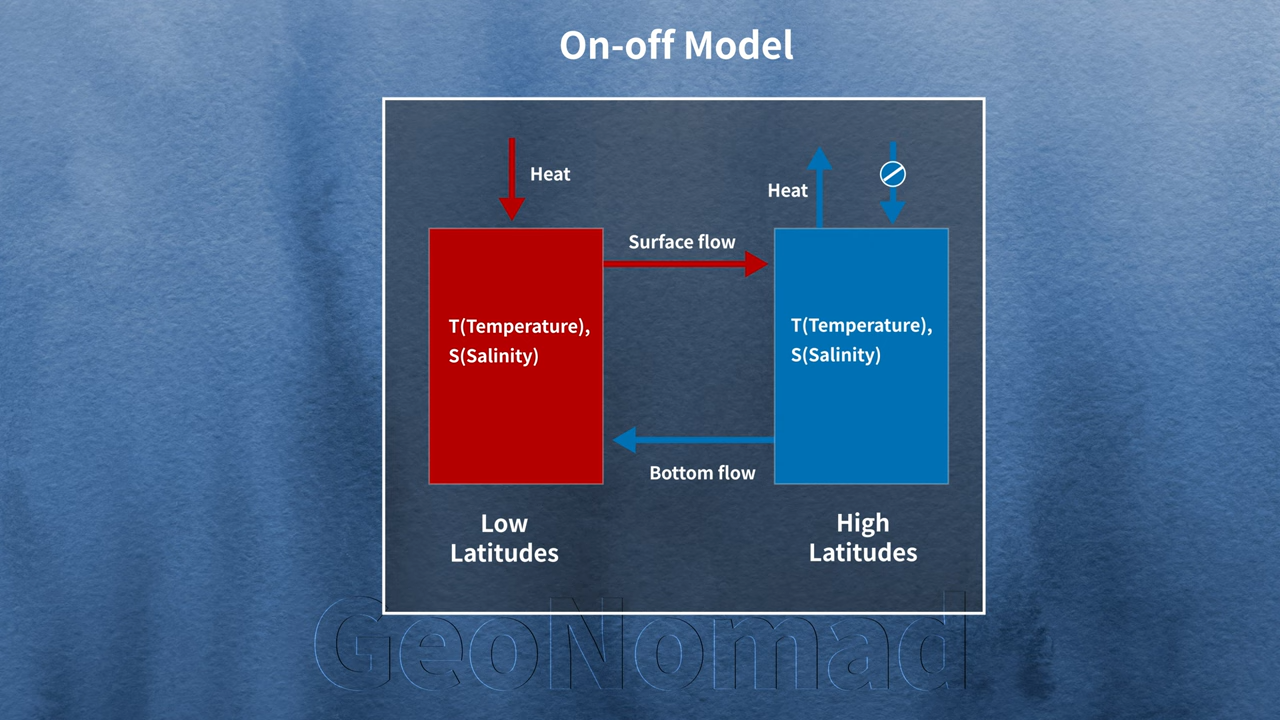 On-off Model
Heat
Heat
Surface flow
T(Temperature),
S(Salinity)
T(Temperature),
S(Salinity)
Bottom flow
Low
Latitudes
High
Latitudes
GeoNomad